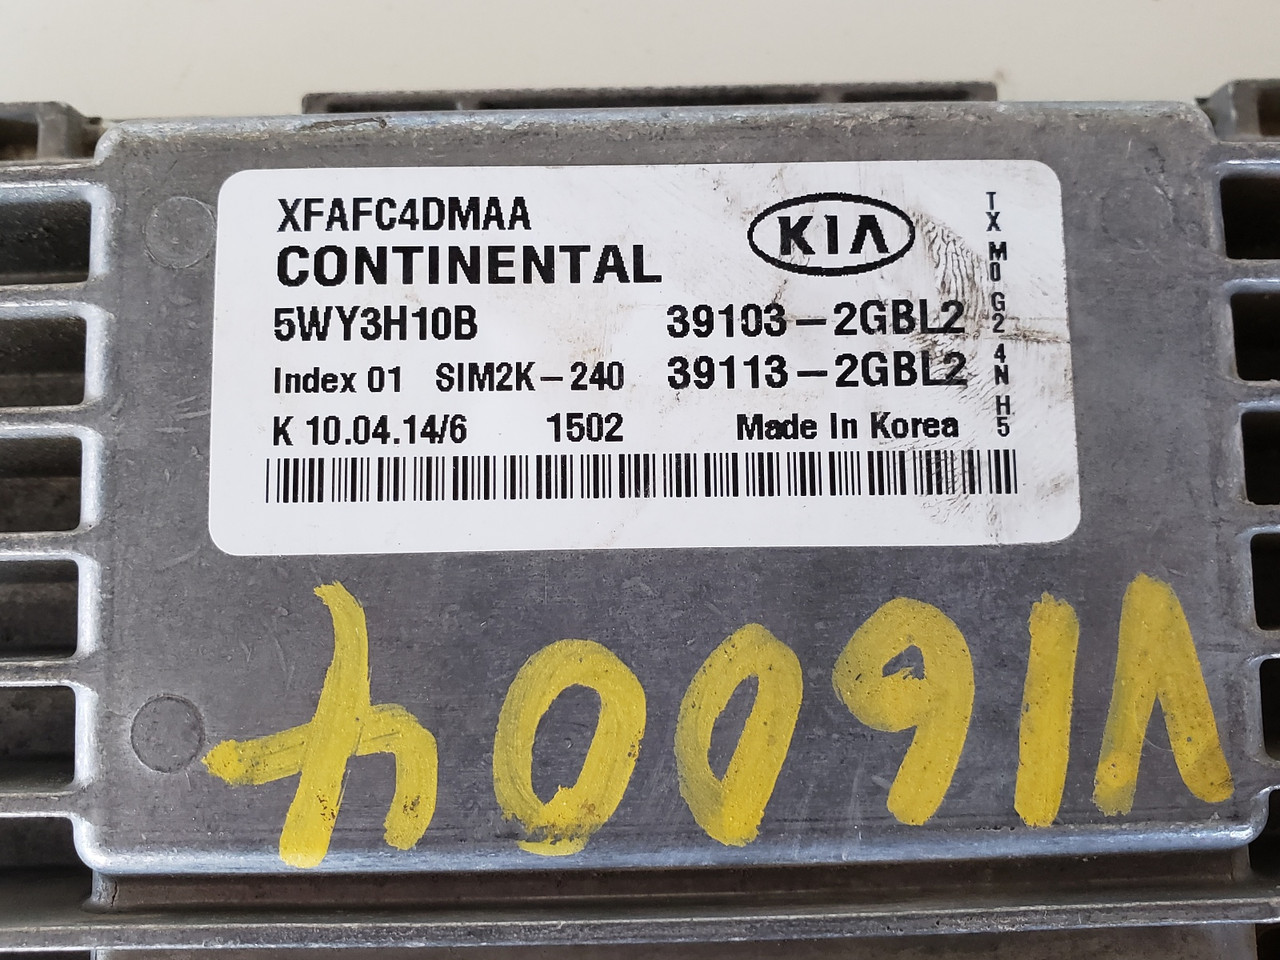 XFAFC4DMAA
CONTINENTAL
KIA
5WY3H10B 39103-2GBL2
Index 01 SIM2K-240 39113-2GBL2
K 10.04.14/6 1502 Made In Korea
TX M0 G2 4N H5
V16004